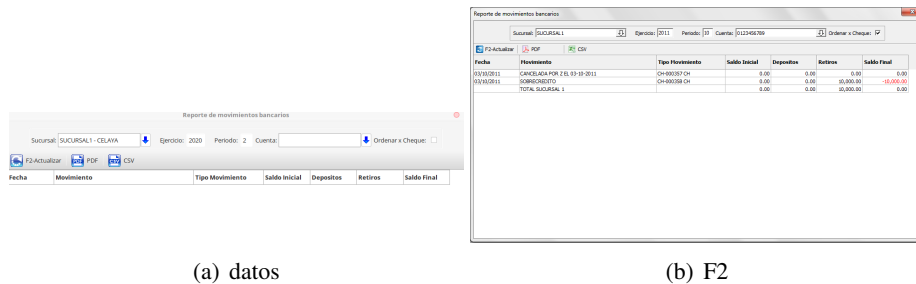 Reporte de movimientos bancarios
Sucursal: SUCURSAL1 - CELAYA Ejercicio: 2020 Periodo: 2 Cuenta: Ordenar x Cheque:
F2-Actualizar PDF CSV
Fecha Movimiento Tipo Movimiento Saldo Inicial Depositos Retiros Saldo Final
(a) datos
Reporte de movimientos bancarios
Sucursal: SUCURSAL1 Ejercicio: 2011 Periodo: 10 Cuenta: 0123456789 Ordenar x Cheque:
F2-Actualizar PDF CSV
Fecha Movimiento Tipo Movimiento Saldo Inicial Depositos Retiros Saldo Final
03/10/2011 CANCELADA POR Z EL 03-10-2011 CH-000357 CH 0.00 0.00 0.00 0.00
03/10/2011 SOBRECREDITO CH-000358 CH 0.00 0.00 10,000.00 -10,000.00
TOTAL SUCURSAL 1 0.00 0.00 10,000.00 0.00
(b) F2